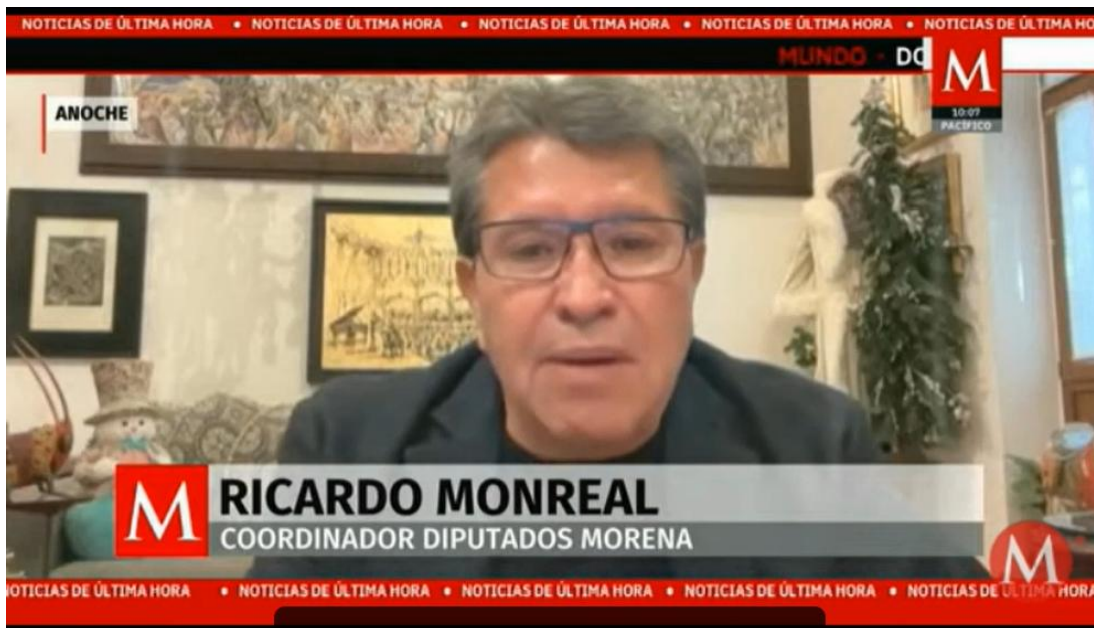 NOTICIAS DE ÚLTIMA HORA • NOTICIAS DE ÚLTIMA HORA • NOTICIAS DE ÚLTIMA HORA • NOTICIAS DE ÚLTIMA HORA • NOTICIAS DE ÚLTIMA HO
MUNDO - DO
M
10:07
PACÍFICO
ANOCHE
M
RICARDO MONREAL
COORDINADOR DIPUTADOS MORENA
M
NOTICIAS DE ÚLTIMA HORA • NOTICIAS DE ÚLTIMA HORA • NOTICIAS DE ÚLTIMA HORA • NOTICIAS DE ÚLTIMA HORA • NOTICIAS DE ÚLTIMA HORA